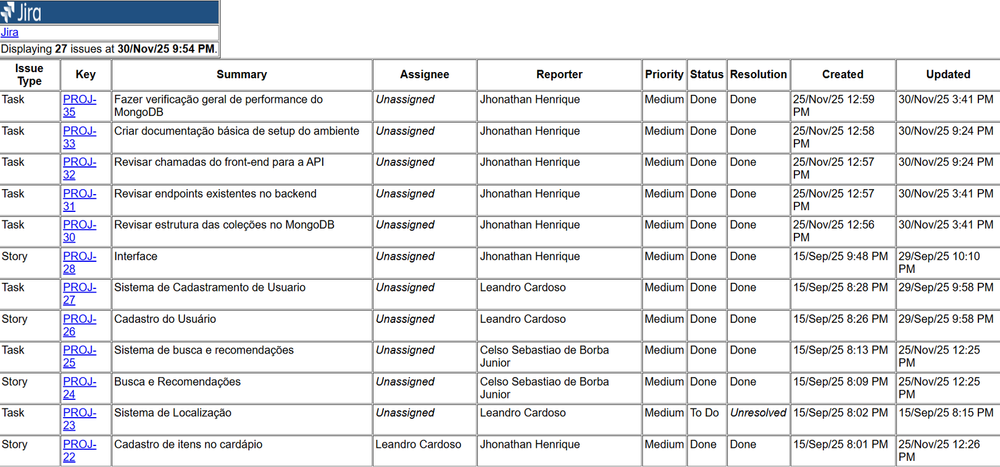 Jira
Jira
Displaying 27 issues at 30/Nov/25 9:54 PM.
Issue Type Key Summary Assignee Reporter Priority Status Resolution Created Updated
Task PROJ-35 Fazer verificação geral de performance do MongoDB Unassigned Jhonathan Henrique Medium Done Done 25/Nov/25 12:59 PM 30/Nov/25 3:41 PM
Task PROJ-33 Criar documentação básica de setup do ambiente Unassigned Jhonathan Henrique Medium Done Done 25/Nov/25 12:58 PM 30/Nov/25 9:24 PM
Task PROJ-32 Revisar chamadas do front-end para a API Unassigned Jhonathan Henrique Medium Done Done 25/Nov/25 12:57 PM 30/Nov/25 9:24 PM
Task PROJ-31 Revisar endpoints existentes no backend Unassigned Jhonathan Henrique Medium Done Done 25/Nov/25 12:57 PM 30/Nov/25 3:41 PM
Task PROJ-30 Revisar estrutura das coleções no MongoDB Unassigned Jhonathan Henrique Medium Done Done 25/Nov/25 12:56 PM 30/Nov/25 3:41 PM
Story PROJ-28 Interface Unassigned Jhonathan Henrique Medium Done Done 15/Sep/25 9:48 PM 29/Sep/25 10:10 PM
Task PROJ-27 Sistema de Cadastramento de Usuario Unassigned Leandro Cardoso Medium Done Done 15/Sep/25 8:28 PM 29/Sep/25 9:58 PM
Story PROJ-26 Cadastro do Usuário Unassigned Leandro Cardoso Medium Done Done 15/Sep/25 8:26 PM 29/Sep/25 9:58 PM
Task PROJ-25 Sistema de busca e recomendações Unassigned Celso Sebastiao de Borba Junior Medium Done Done 15/Sep/25 8:13 PM 25/Nov/25 12:25 PM
Story PROJ-24 Busca e Recomendações Unassigned Celso Sebastiao de Borba Junior Medium Done Done 15/Sep/25 8:09 PM 25/Nov/25 12:25 PM
Task PROJ-23 Sistema de Localização Unassigned Leandro Cardoso Medium To Do Unresolved 15/Sep/25 8:02 PM 15/Sep/25 8:15 PM
Story PROJ-22 Cadastro de itens no cardápio Leandro Cardoso Jhonathan Henrique Medium Done Done 15/Sep/25 8:01 PM 25/Nov/25 12:26 PM